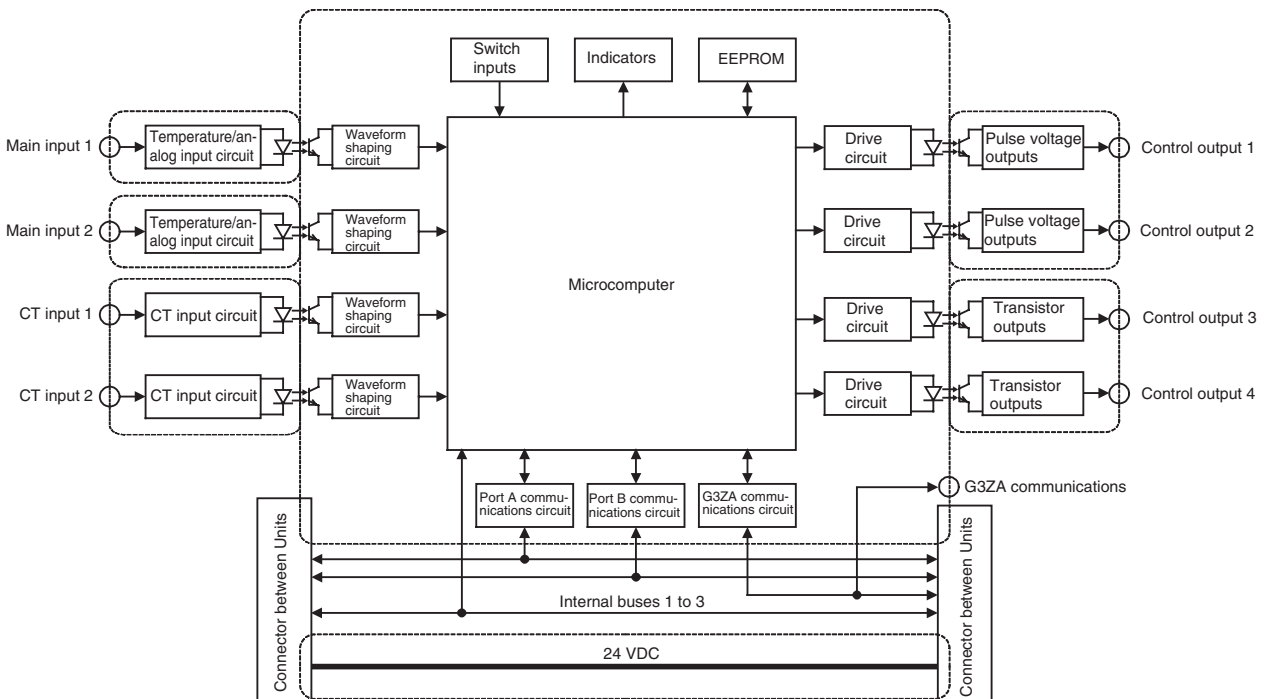 Switch
inputs
Indicators
EEPROM
Main input 1
Temperature/an-
alog input circuit
Waveform
shaping
circuit
Drive
circuit
Pulse voltage
outputs
Control output 1
Main input 2
Temperature/an-
alog input circuit
Waveform
shaping
circuit
Drive
circuit
Pulse voltage
outputs
Control output 2
Microcomputer
CT input 1
CT input circuit
Waveform
shaping
circuit
Drive
circuit
Transistor
outputs
Control output 3
CT input 2
CT input circuit
Waveform
shaping
circuit
Drive
circuit
Transistor
outputs
Control output 4
Port A commu-
nications circuit
Port B commu-
nications circuit
G3ZA commu-
nications circuit
G3ZA communications
Connector between Units
Internal buses 1 to 3
24 VDC
Connector between Units